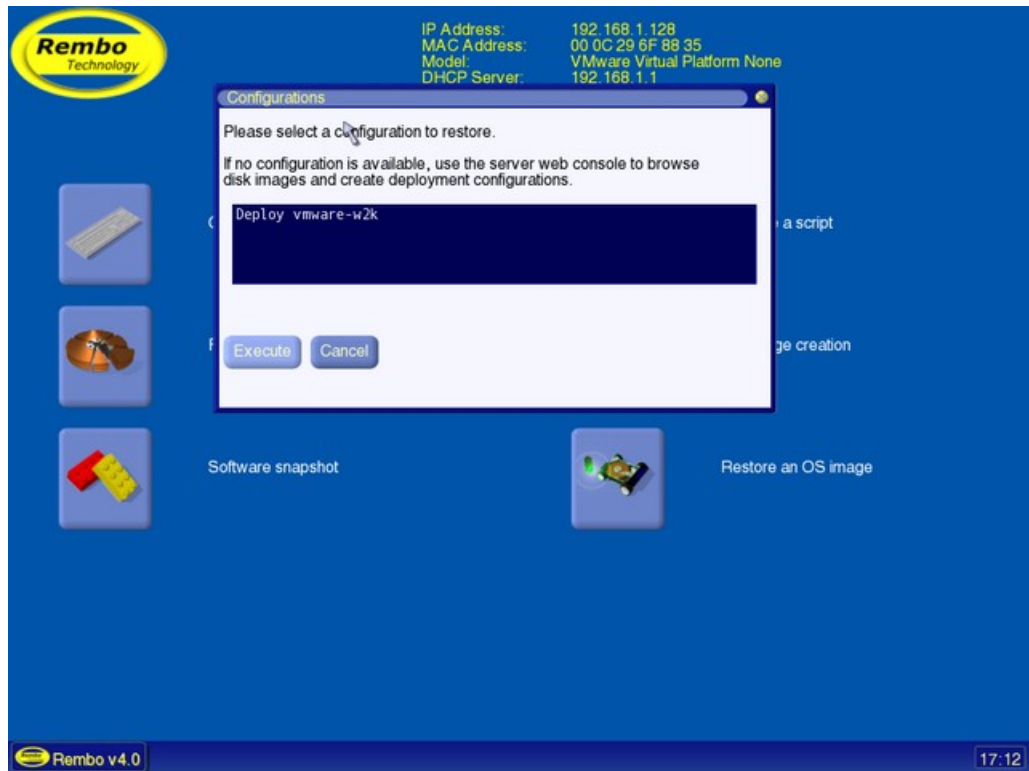 Rembo
Technology
IP Address: 192.168.1.128
MAC Address: 00 0C 29 6F 88 35
Model: VMware Virtual Platform None
DHCP Server: 192.168.1.1
Configurations
Please select a configuration to restore.
If no configuration is available, use the server web console to browse
disk images and create deployment configurations.
Deploy vmware-w2k
a script
Execute Cancel
ge creation
Software snapshot
Restore an OS image
Rembo v4.0
17:12